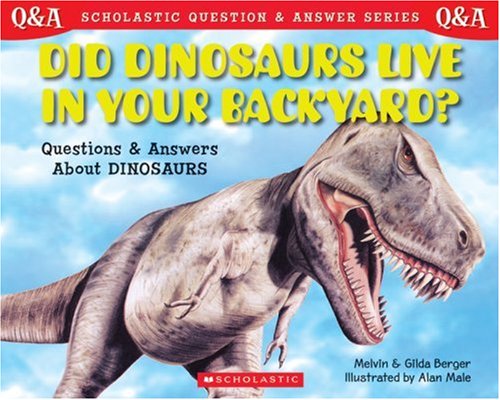 Q&A SCHOLASTIC QUESTION & ANSWER SERIES Q&A
DID DINOSAURS LIVE
IN YOUR BACKYARD?
Questions & Answers
About DINOSAURS
Melvin & Gilda Berger
Illustrated by Alan Male
SCHOLASTIC